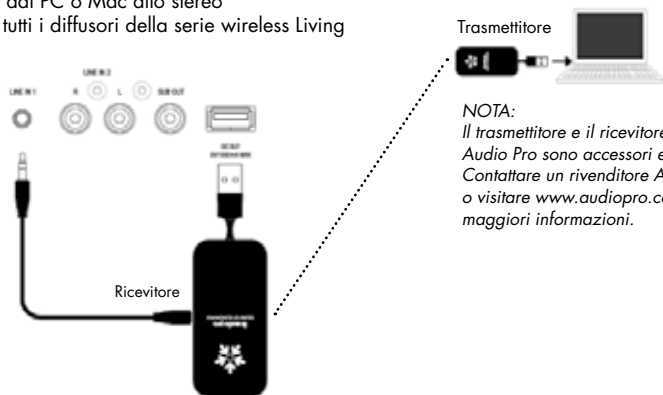 dal PC o Mac allo stereo
tutti i diffusori della serie wireless Living
Trasmettitore
LINE IN 2
LINE IN 1
R
L
SUB OUT
NOTA:
Il trasmettitore e il ricevitore
Audio Pro sono accessori e
Contattare un rivenditore A
o visitare www.audiopro.co
maggiori informazioni.
Ricevitore